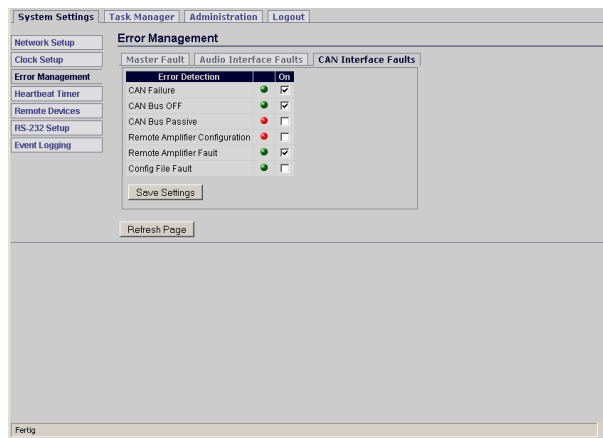 System Settings Task Manager Administration Logout
Network Setup
Clock Setup
Error Management
Heartbeat Timer
Remote Devices
RS-232 Setup
Event Logging
Error Management
Master Fault Audio Interface Faults CAN Interface Faults
Error Detection On
CAN Failure
CAN Bus OFF
CAN Bus Passive
Remote Amplifier Configuration
Remote Amplifier Fault
Config File Fault
Save Settings
Refresh Page
Fertig